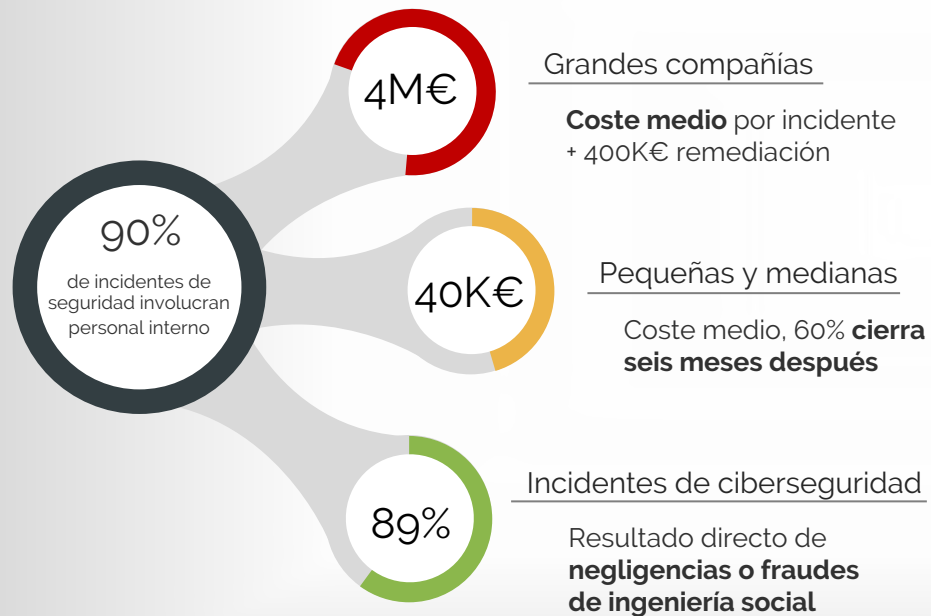 90%
de incidentes de
seguridad involucran
personal interno
4M€
Grandes compañías
Coste medio por incidente
+ 400K€ remediación
40K€
Pequeñas y medianas
Coste medio, 60% cierra
seis meses después
89%
Incidentes de ciberseguridad
Resultado directo de
negligencias o fraudes
de ingeniería social